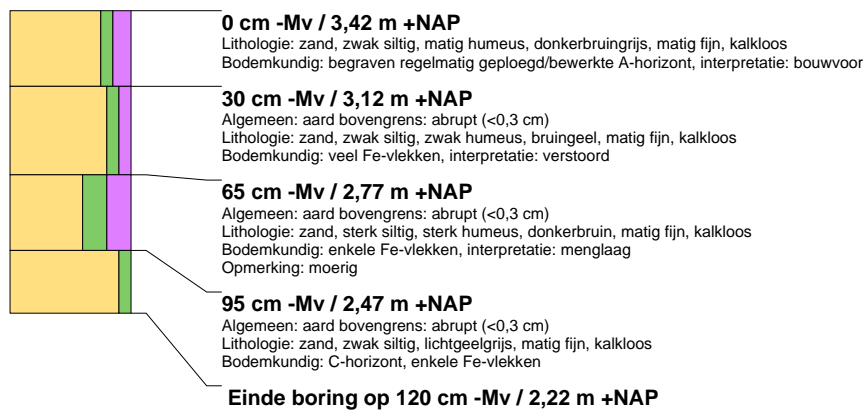 0 cm -Mv / 3,42 m +NAP
Lithologie: zand, zwak siltig, matig humeus, donkerbruingrijs, matig fijn, kalkloos
Bodemkundig: begraven regelmatig geploegd/bewerkte A-horizont, interpretatie: bouwvoor
30 cm -Mv / 3,12 m +NAP
Algemeen: aard bovengrens: abrupt (<0,3 cm)
Lithologie: zand, zwak siltig, zwak humeus, bruingeel, matig fijn, kalkloos
Bodemkundig: veel Fe-vlekken, interpretatie: verstoord
65 cm -Mv / 2,77 m +NAP
Algemeen: aard bovengrens: abrupt (<0,3 cm)
Lithologie: zand, sterk siltig, sterk humeus, donkerbruin, matig fijn, kalkloos
Bodemkundig: enkele Fe-vlekken, interpretatie: menglaag
Opmerking: moerig
95 cm -Mv / 2,47 m +NAP
Algemeen: aard bovengrens: abrupt (<0,3 cm)
Lithologie: zand, zwak siltig, lichtgeelgrijs, matig fijn, kalkloos
Bodemkundig: C-horizont, enkele Fe-vlekken
Einde boring op 120 cm -Mv / 2,22 m +NAP